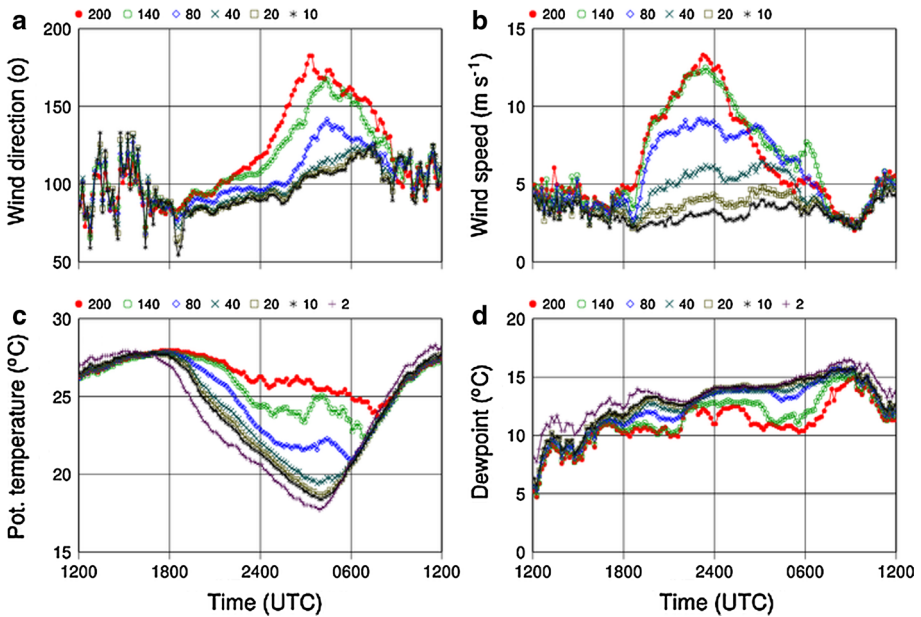 a
200 140 80 40 20 10
Wind direction (o)
200
150
100
50
b
200 140 80 40 20 10
Wind speed (m s-1)
15
10
5
0
c
200 140 80 40 20 10 2
Pot. temperature (ºC)
30
25
20
15
1200 1800 2400 0600 1200
Time (UTC)
d
200 140 80 40 20 10 2
Dewpoint (ºC)
20
15
10
5
0
1200 1800 2400 0600 1200
Time (UTC)